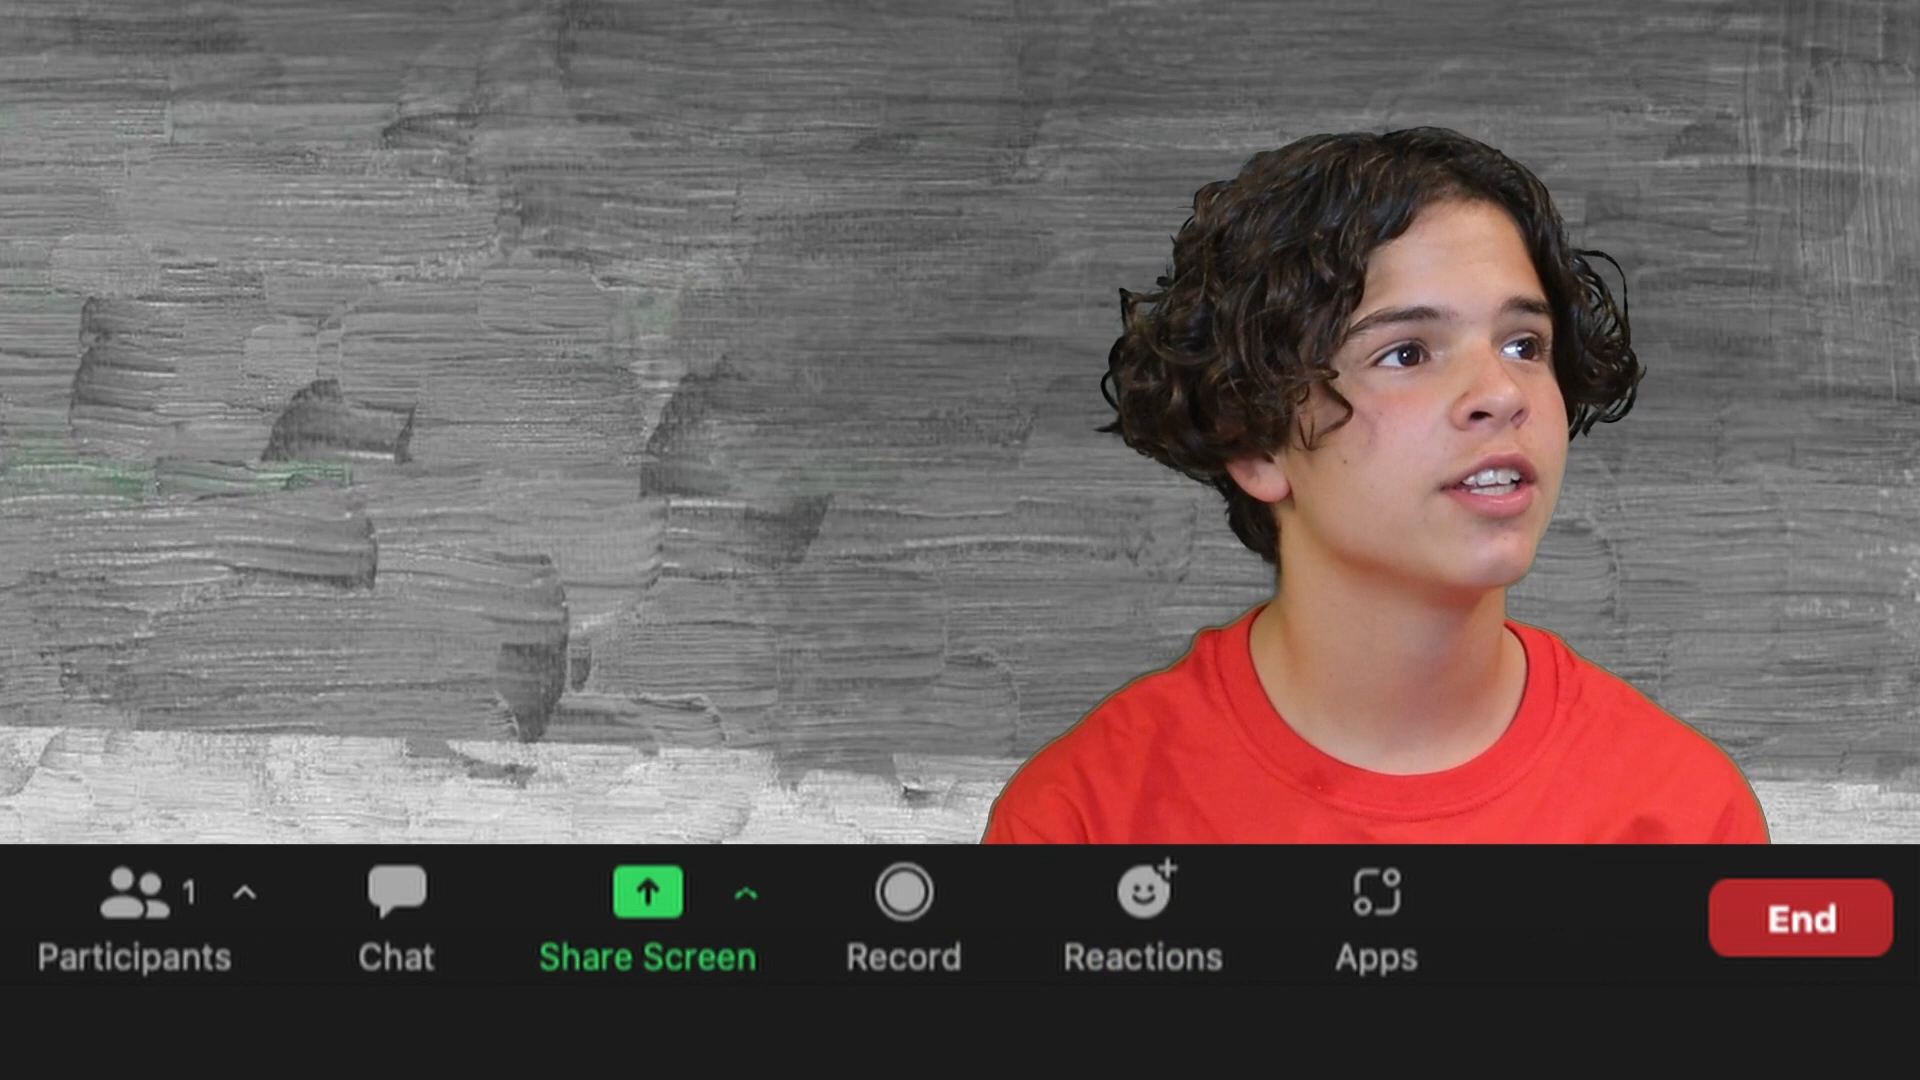 1
Participants
Chat
Share Screen
Record
Reactions
Apps
End